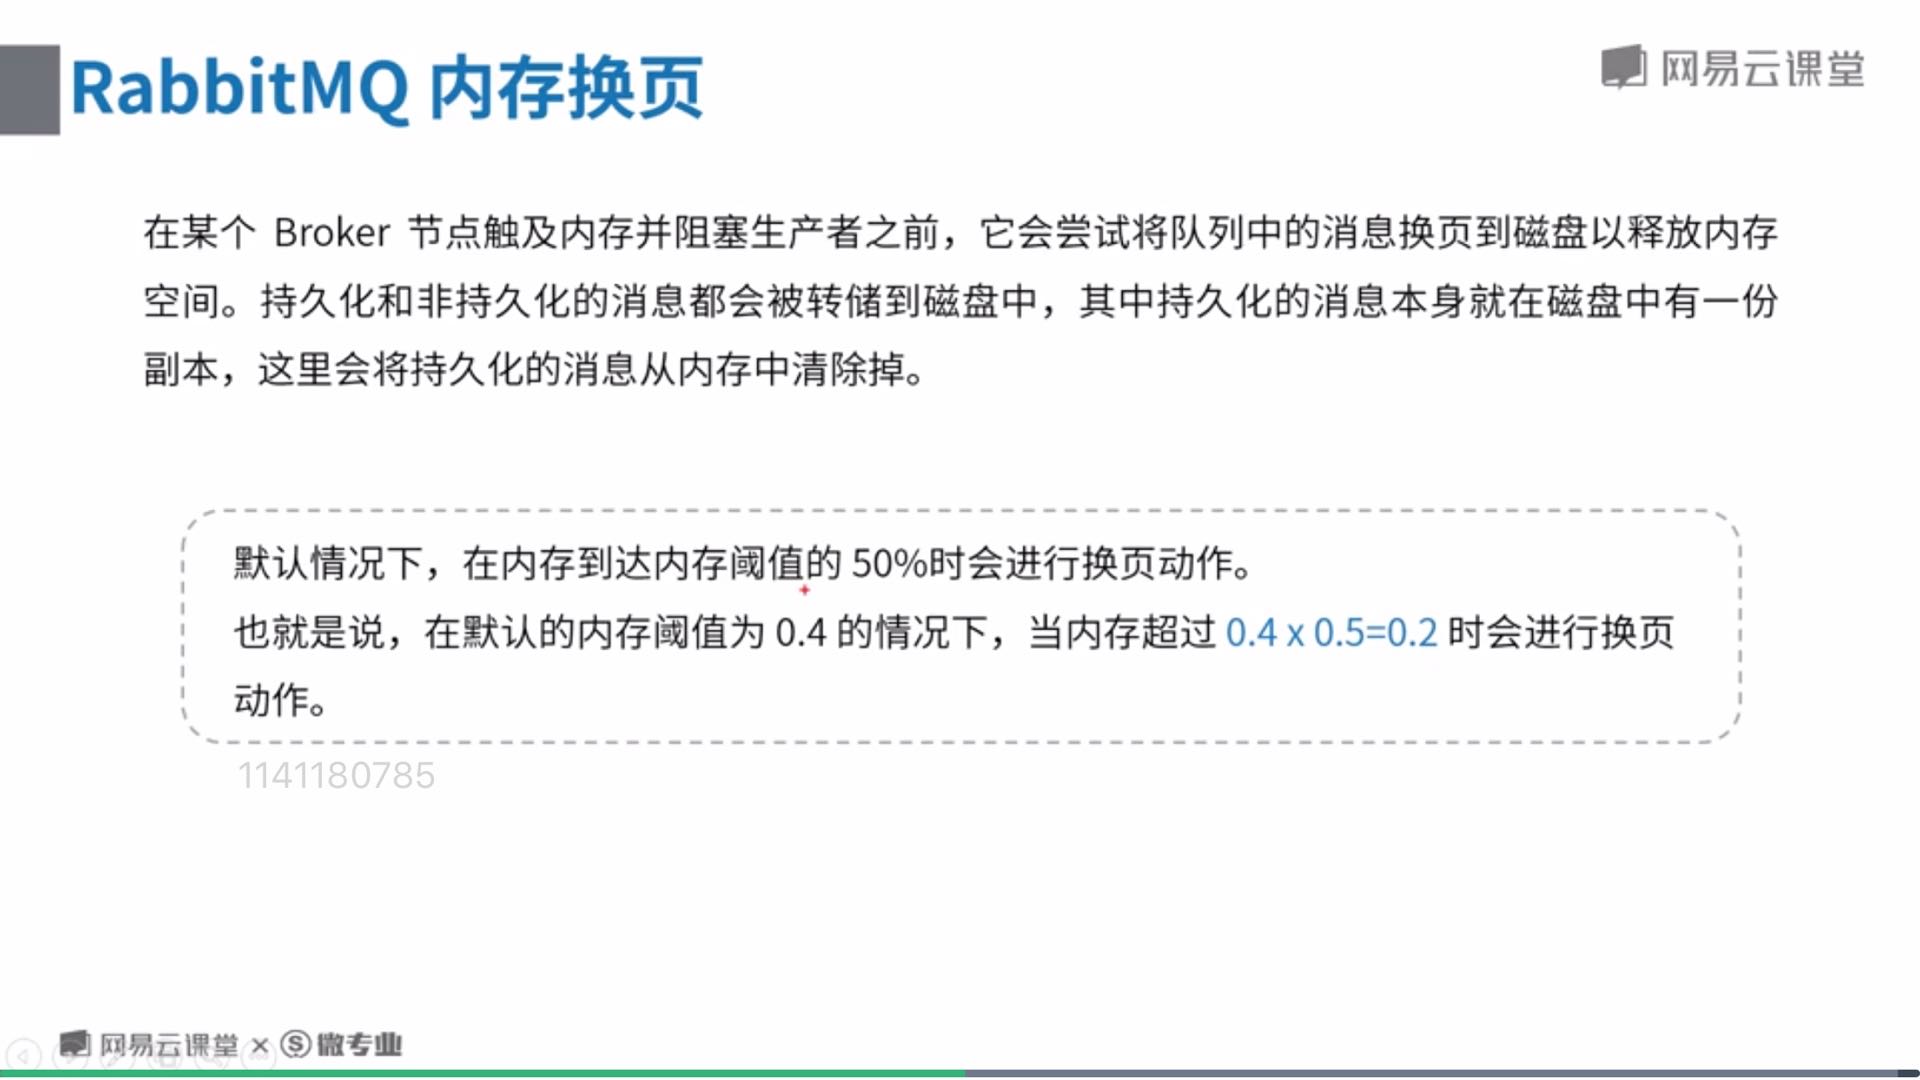 RabbitMQ 内存换页
网易云课堂
在某个 Broker 节点触及内存并阻塞生产者之前，它会尝试将队列中的消息换页到磁盘以释放内存
空间。持久化和非持久化的消息都会被转储到磁盘中，其中持久化的消息本身就在磁盘中有一份
副本，这里会将持久化的消息从内存中清除掉。
默认情况下，在内存到达内存阈值的 50%时会进行换页动作。
也就是说，在默认的内存阈值为 0.4 的情况下，当内存超过 0.4 x 0.5=0.2 时会进行换页
动作。
1141180785
网易云课堂 × 微专业